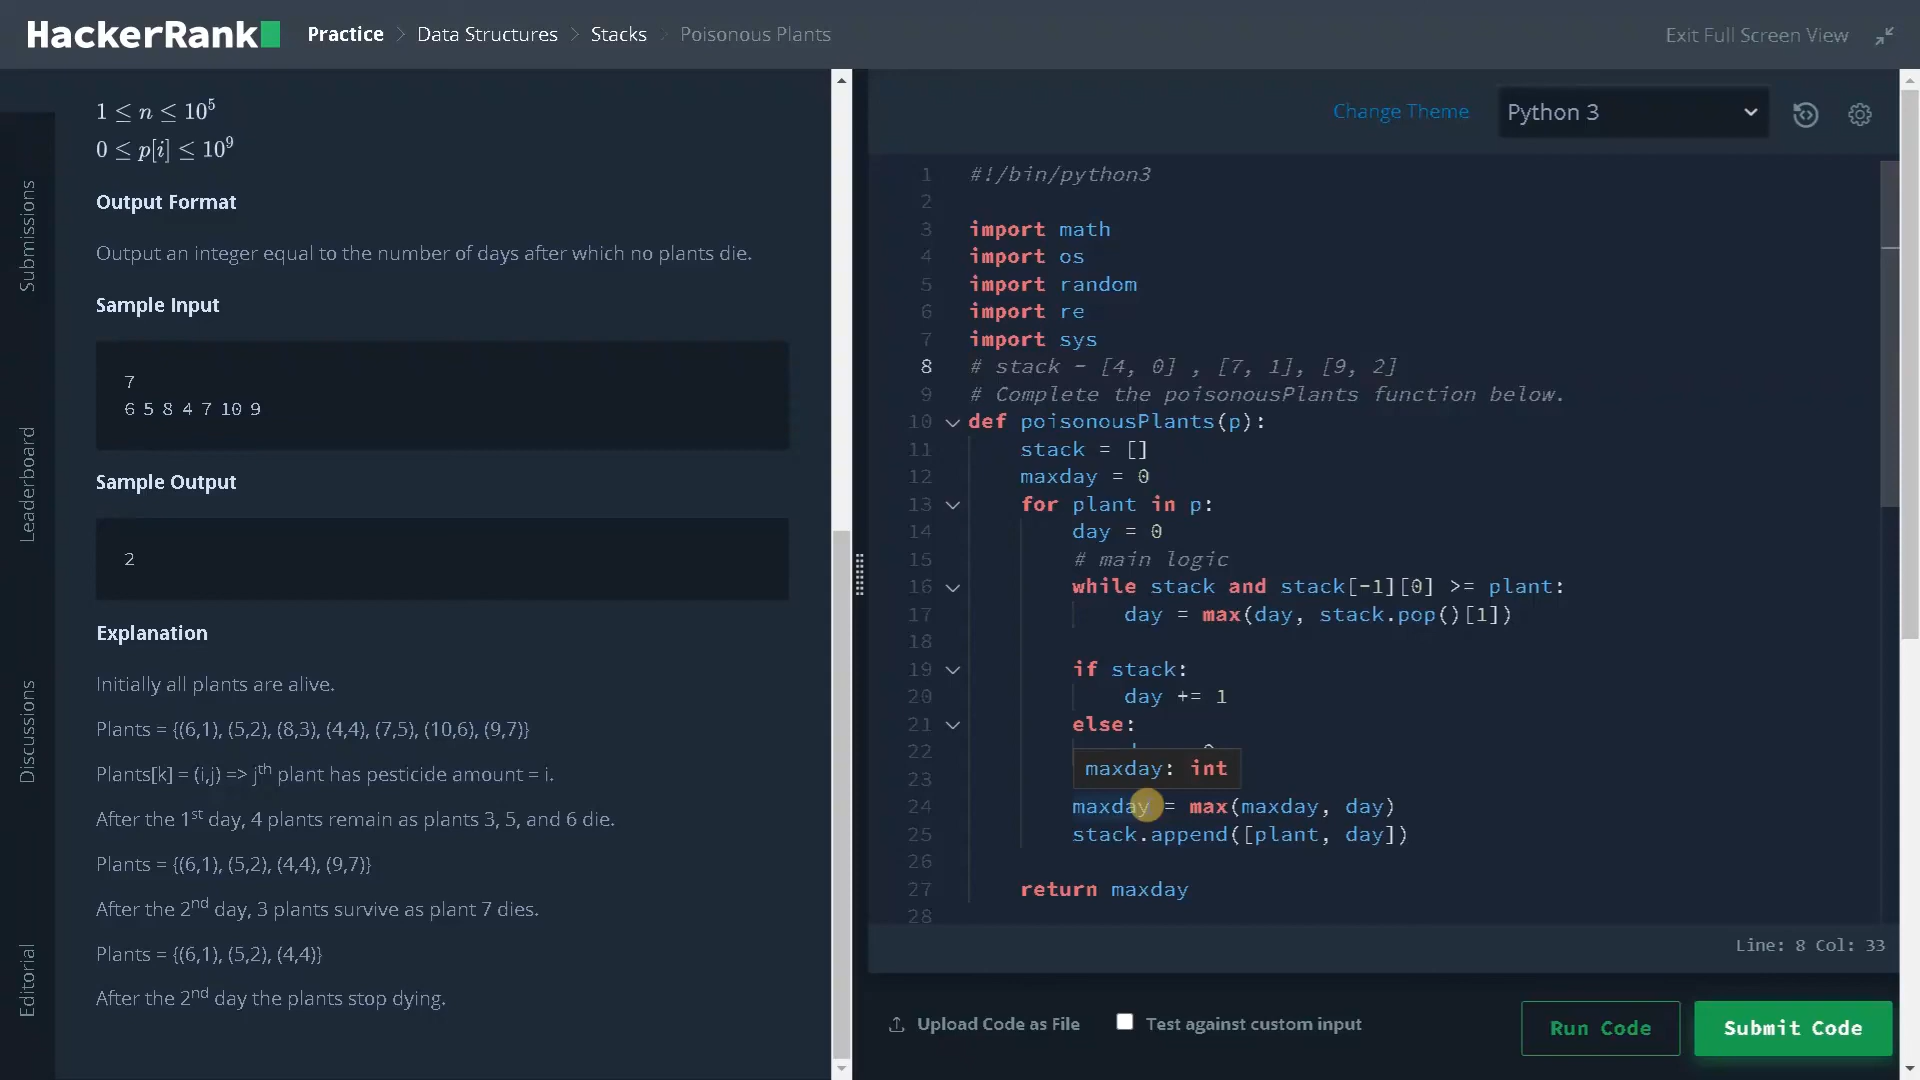 HackerRank
Practice > Data Structures > Stacks > Poisonous Plants
Exit Full Screen View
Submissions
Leaderboard
Discussions
Editorial
1 ≤ n ≤ 10⁵
0 ≤ p[i] ≤ 10⁹
Output Format
Output an integer equal to the number of days after which no plants die.
Sample Input
7
6 5 8 4 7 10 9
Sample Output
2
Explanation
Initially all plants are alive.
Plants = {(6,1), (5,2), (8,3), (4,4), (7,5), (10,6), (9,7)}
Plants[k] = (i,j) => jth plant has pesticide amount = i.
After the 1st day, 4 plants remain as plants 3, 5, and 6 die.
Plants = {(6,1), (5,2), (4,4), (9,7)}
After the 2nd day, 3 plants survive as plant 7 dies.
Plants = {(6,1), (5,2), (4,4)}
After the 2nd day the plants stop dying.
Change Theme
Python 3
1 #!/bin/python3
2
3 import math
4 import os
5 import random
6 import re
7 import sys
8 # stack - [4, 0] , [7, 1], [9, 2]
9 # Complete the poisonousPlants function below.
10 def poisonousPlants(p):
11     stack = []
12     maxday = 0
13     for plant in p:
14         day = 0
15         # main logic
16         while stack and stack[-1][0] >= plant:
17             day = max(day, stack.pop()[1])
18
19         if stack:
20             day += 1
21         else:
22
maxday: int
23
24         maxday = max(maxday, day)
25         stack.append([plant, day])
26
27     return maxday
28
Line: 8 Col: 33
Upload Code as File
Test against custom input
Run Code
Submit Code